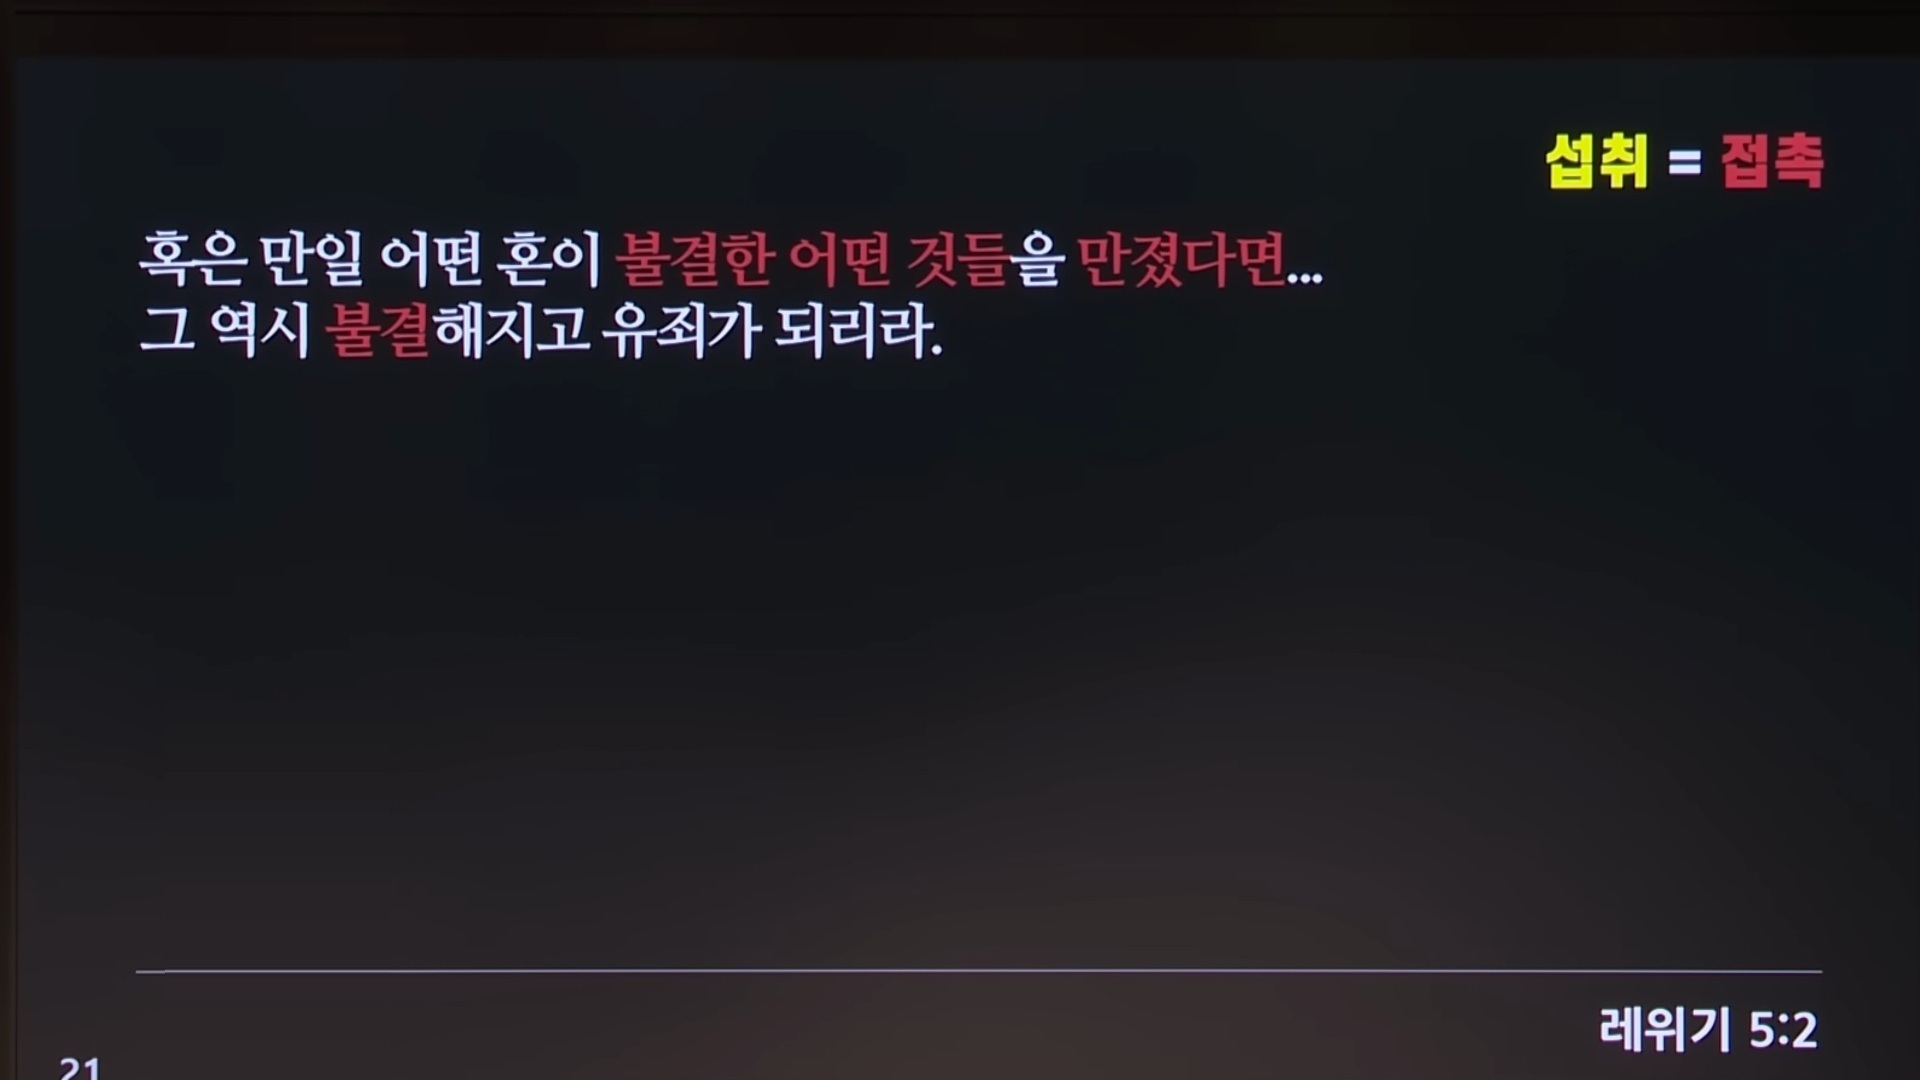 섭취 = 접촉
혹은 만일 어떤 혼이 불결한 어떤 것들을 만졌다면...
그 역시 불결해지고 유죄가 되리라.
레위기 5:2
21